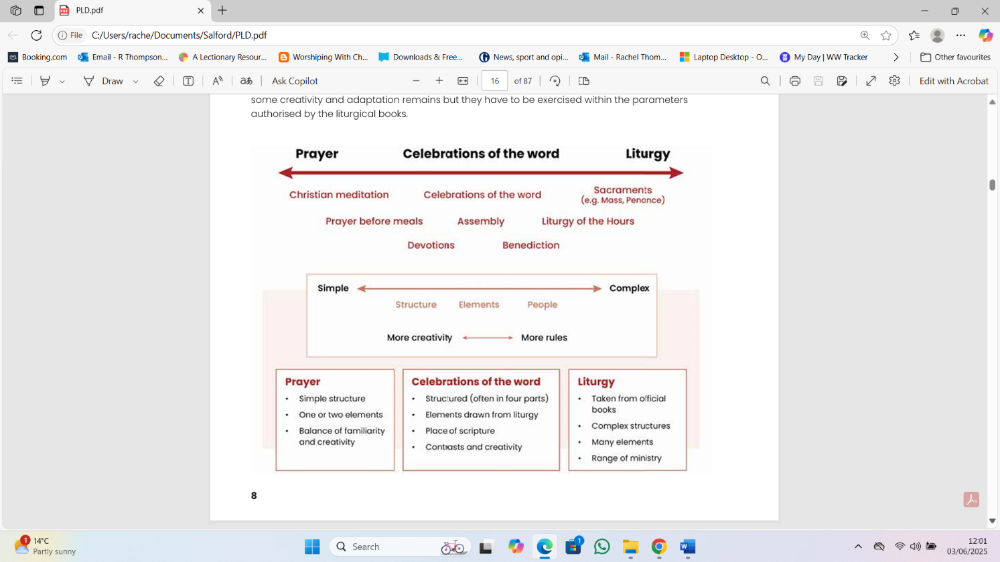 PLD.pdf
File C:/Users/rache/Documents/Salford/PLD.pdf
Booking.com Email - R Thompson... A Lectionary Resour... Worshiping With Ch... Downloads & Free... News, sport and opi... Mail - Rachel Thom... Laptop Desktop - O... My Day | WW Tracker Other favourites
Draw Ask Copilot 16 of 87 Edit with Acrobat
some creativity and adaptation remains but they have to be exercised within the parameters
authorised by the liturgical books.
Prayer Celebrations of the word Liturgy
Christian meditation Celebrations of the word Sacraments
(e.g. Mass, Penance)
Prayer before meals Assembly Liturgy of the Hours
Devotions Benediction
Simple Complex
Structure Elements People
More creativity More rules
Prayer
• Simple structure
• One or two elements
• Balance of familiarity
and creativity
Celebrations of the word
• Structured (often in four parts)
• Elements drawn from liturgy
• Place of scripture
• Contrasts and creativity
Liturgy
• Taken from official
books
• Complex structures
• Many elements
• Range of ministry
8
1
14°C
Partly sunny
Search
1
12:01
03/06/2025